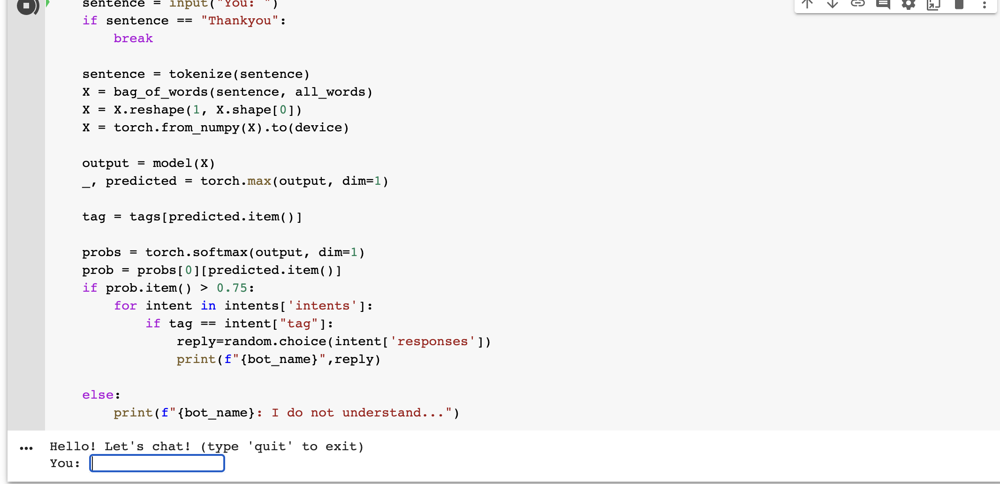 sentence = input("You: ")
if sentence == "Thankyou":
break
sentence = tokenize(sentence)
X = bag_of_words(sentence, all_words)
X = X.reshape(1, X.shape[0])
X = torch.from_numpy(X).to(device)
output = model(X)
_, predicted = torch.max(output, dim=1)
tag = tags[predicted.item()]
probs = torch.softmax(output, dim=1)
prob = probs[0][predicted.item()]
if prob.item() > 0.75:
for intent in intents['intents']:
if tag == intent["tag"]:
reply=random.choice(intent['responses'])
print(f"{bot_name}",reply)
else:
print(f"{bot_name}: I do not understand...")
Hello! Let's chat! (type 'quit' to exit)
You: